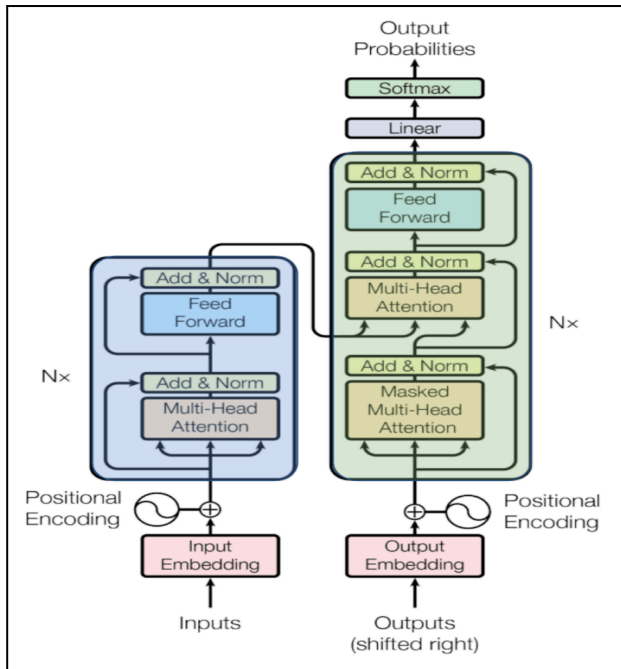 Output
Probabilities
Softmax
Linear
Add & Norm
Feed
Forward
Add & Norm
Multi-Head
Attention
Nx
Add & Norm
Masked
Multi-Head
Attention
Add & Norm
Feed
Forward
Nx
Add & Norm
Multi-Head
Attention
Positional
Encoding
Positional
Encoding
Input
Embedding
Output
Embedding
Inputs
Outputs
(shifted right)